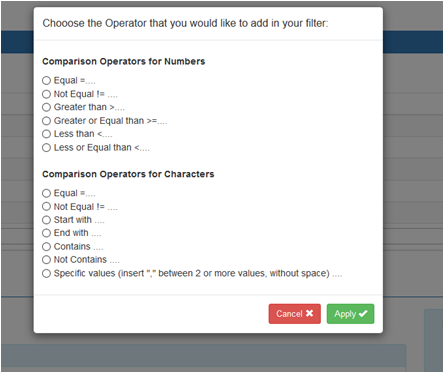 Chooose the Operator that you would like to add in your filter:
Comparison Operators for Numbers
Equal =....
Not Equal != ....
Greater than >....
Greater or Equal than >=....
Less than <....
Less or Equal than <....
Comparison Operators for Characters
Equal =....
Not Equal != ....
Start with ....
End with ....
Contains ....
Not Contains ....
Specific values (insert "," between 2 or more values, without space) ....
Cancel ✖ Apply ✔